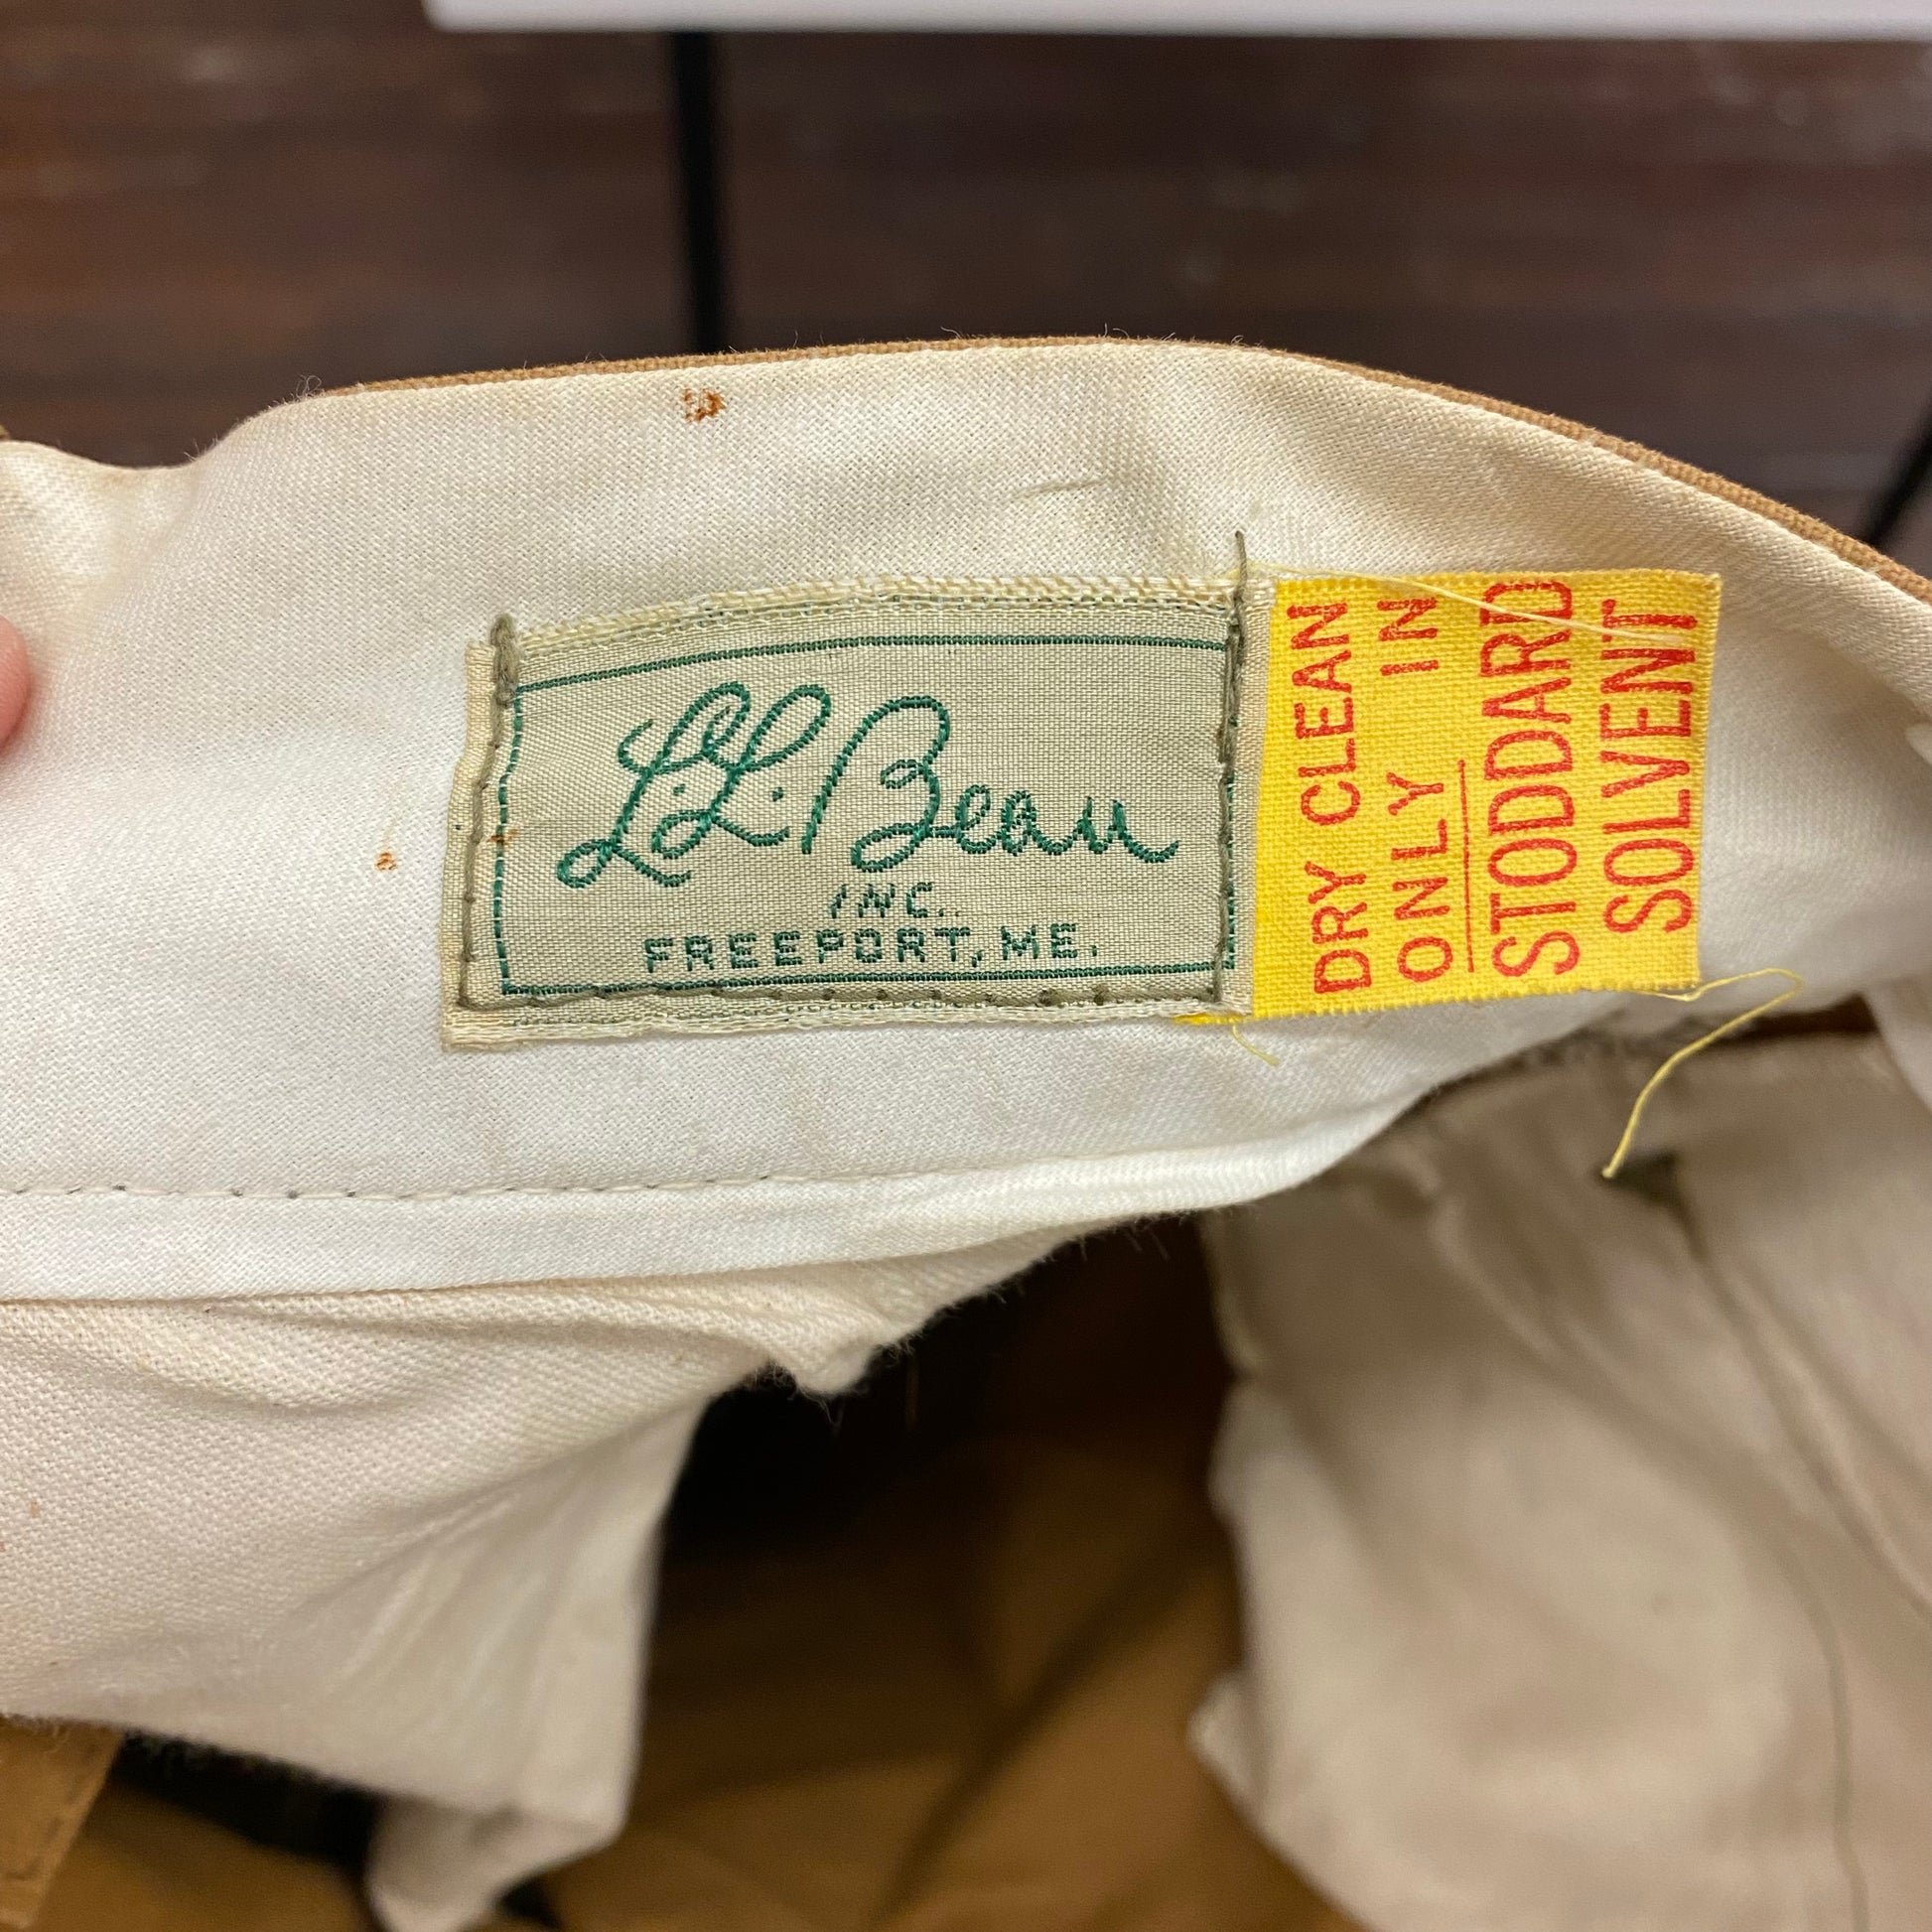 L.L.Bean
INC.
FREEPORT, ME.
DRY CLEAN
ONLY IN
STODDARD
SOLVENT